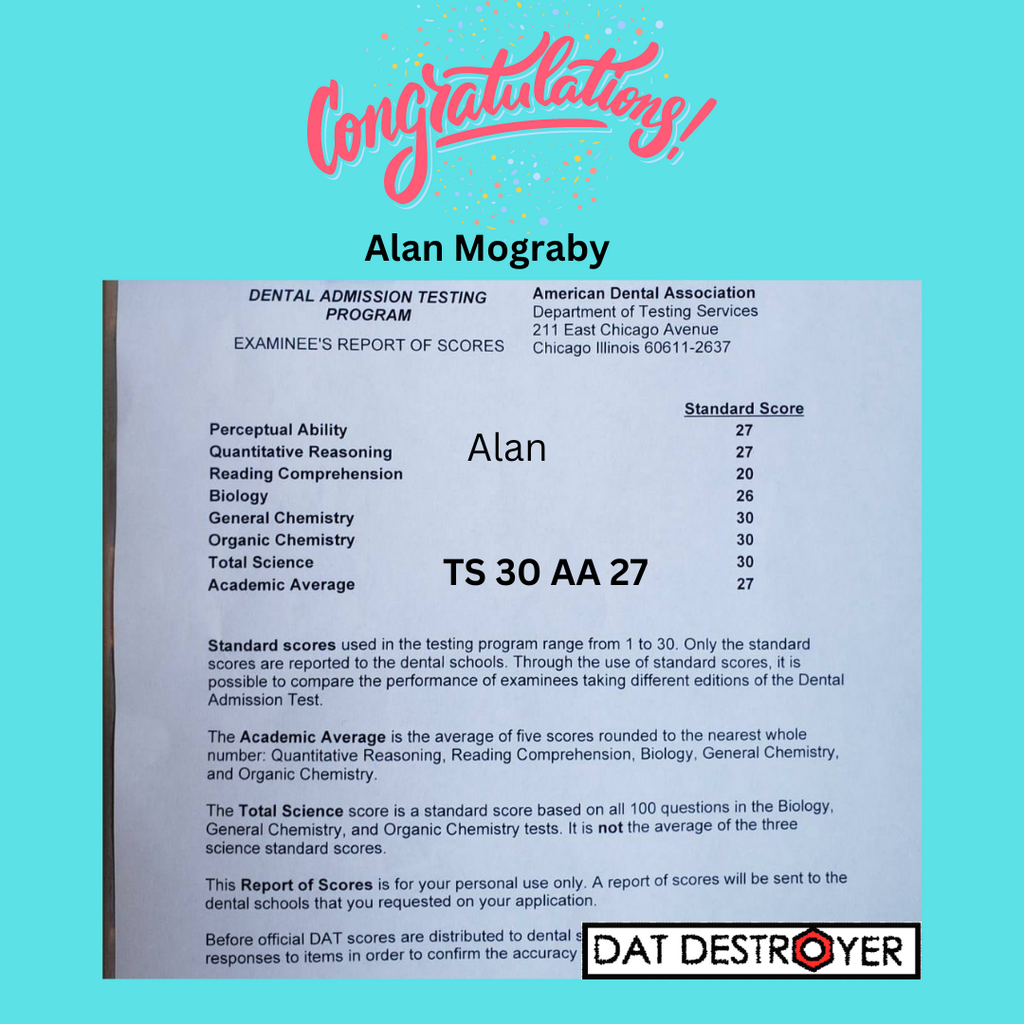 Congratulations!
Alan Mograby
DENTAL ADMISSION TESTING
PROGRAM
EXAMINEE'S REPORT OF SCORES
American Dental Association
Department of Testing Services
211 East Chicago Avenue
Chicago Illinois 60611-2637
Standard Score
Perceptual Ability 27
Quantitative Reasoning 27
Alan
Reading Comprehension 20
Biology 26
General Chemistry 30
Organic Chemistry 30
Total Science 30
TS 30 AA 27
Academic Average 27
Standard scores used in the testing program range from 1 to 30. Only the standard
scores are reported to the dental schools. Through the use of standard scores, it is
possible to compare the performance of examinees taking different editions of the Dental
Admission Test.
The Academic Average is the average of five scores rounded to the nearest whole
number: Quantitative Reasoning, Reading Comprehension, Biology, General Chemistry,
and Organic Chemistry.
The Total Science score is a standard score based on all 100 questions in the Biology,
General Chemistry, and Organic Chemistry tests. It is not the average of the three
science standard scores.
This Report of Scores is for your personal use only. A report of scores will be sent to the
dental schools that you requested on your application.
Before official DAT scores are distributed to dental
responses to items in order to confirm the accuracy
DAT DESTROYER